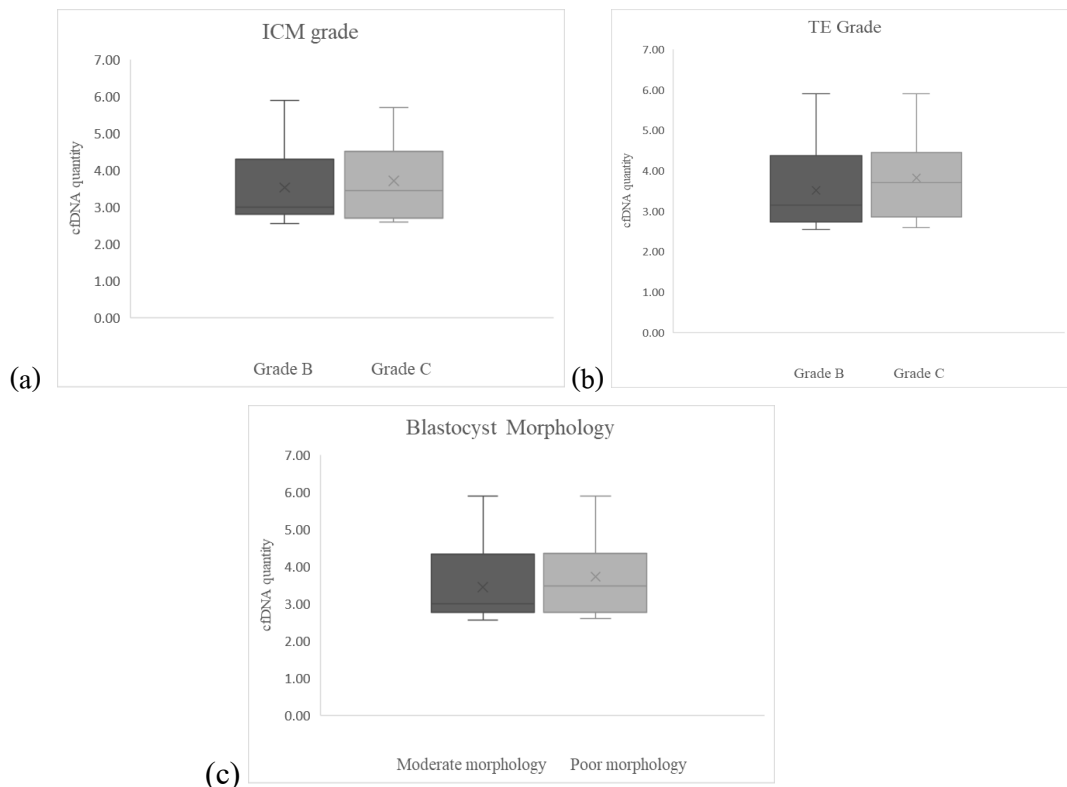 ICM grade
7.00
6.00
5.00
4.00
3.00
2.00
1.00
0.00
cfDNA quantity
Grade B Grade C
(a)
TE Grade
7.00
6.00
5.00
4.00
3.00
2.00
1.00
0.00
cfDNA quantity
Grade B Grade C
(b)
Blastocyst Morphology
7.00
6.00
5.00
4.00
3.00
2.00
1.00
0.00
cfDNA quantity
Moderate morphology Poor morphology
(c)